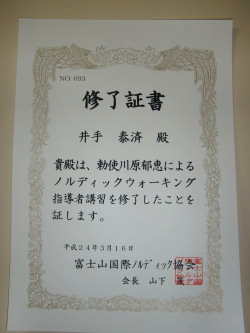 NO. 093
修了証書
井手 泰済 殿
貴殿は、勅使川原郁恵による
ノルディックウォーキング
指導者講習を修了したことを
証します。
平成24年3月16日
富士山国際ノルディック協会
会長 山下